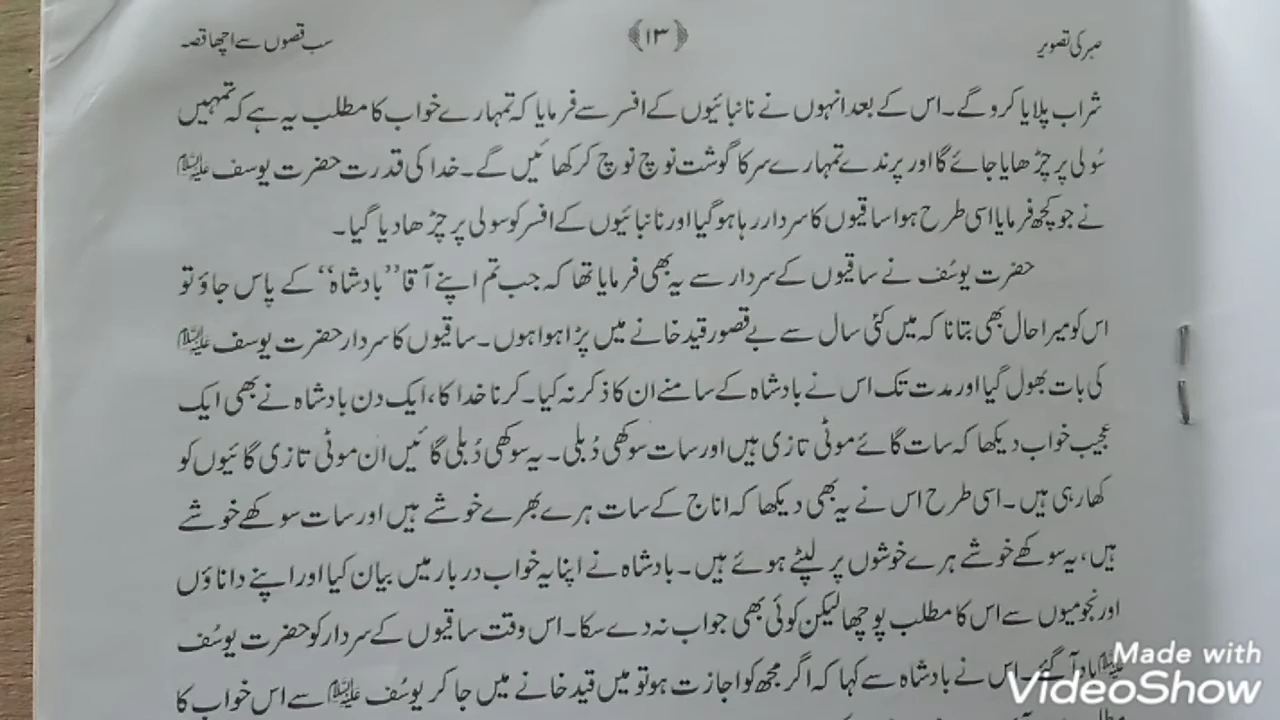 صبر کی تصویر ﴿۱۳﴾ سب قصوں سے اچھا قصہ
شراب پلایا کرو گے۔ اس کے بعد انہوں نے نانبائیوں کے افسر سے فرمایا کہ تمہارے خواب کا مطلب یہ ہے کہ تمہیں
سُولی پر چڑھایا جائے گا اور پرندے تمہارے سر کا گوشت نوچ نوچ کر کھائیں گے۔ خدا کی قدرت حضرت یوسف علیہ السلام
نے جو کچھ فرمایا اسی طرح ہوا ساقیوں کا سردار رہا ہو گیا اور نانبائیوں کے افسر کو سولی پر چڑھا دیا گیا۔
حضرت یوسُف نے ساقیوں کے سردار سے یہ بھی فرمایا تھا کہ جب تم اپنے آقا ”بادشاہ“ کے پاس جاؤ تو
اس کو میرا حال بھی بتانا کہ میں کئی سال سے بے قصور قید خانے میں پڑا ہوا ہوں۔ ساقیوں کا سردار حضرت یوسف علیہ السلام
کی بات بھول گیا اور مدت تک اس نے بادشاہ کے سامنے ان کا ذکر نہ کیا۔ کرنا خدا کا، ایک دن بادشاہ نے بھی ایک
عجیب خواب دیکھا کہ سات گائے موٹی تازی ہیں اور سات سوکھی دُبلی۔ یہ سوکھی دُبلی گائیں ان موٹی تازی گائیوں کو
کھا رہی ہیں۔ اسی طرح اس نے یہ بھی دیکھا کہ اناج کے سات ہرے بھرے خوشے ہیں اور سات سوکھے خوشے
ہیں، یہ سوکھے خوشے ہرے خوشوں پر لپٹے ہوئے ہیں۔ بادشاہ نے اپنا یہ خواب دربار میں بیان کیا اور اپنے داناؤں
اور نجومیوں سے اس کا مطلب پوچھا لیکن کوئی بھی جواب نہ دے سکا۔ اس وقت ساقیوں کے سردار کو حضرت یوسُف
علیہ السلام یاد آ گئے۔ اس نے بادشاہ سے کہا کہ اگر مجھ کو اجازت ہو تو میں قید خانے میں جا کر یوسُف علیہ السلام سے اس خواب کا
Made with
VideoShow